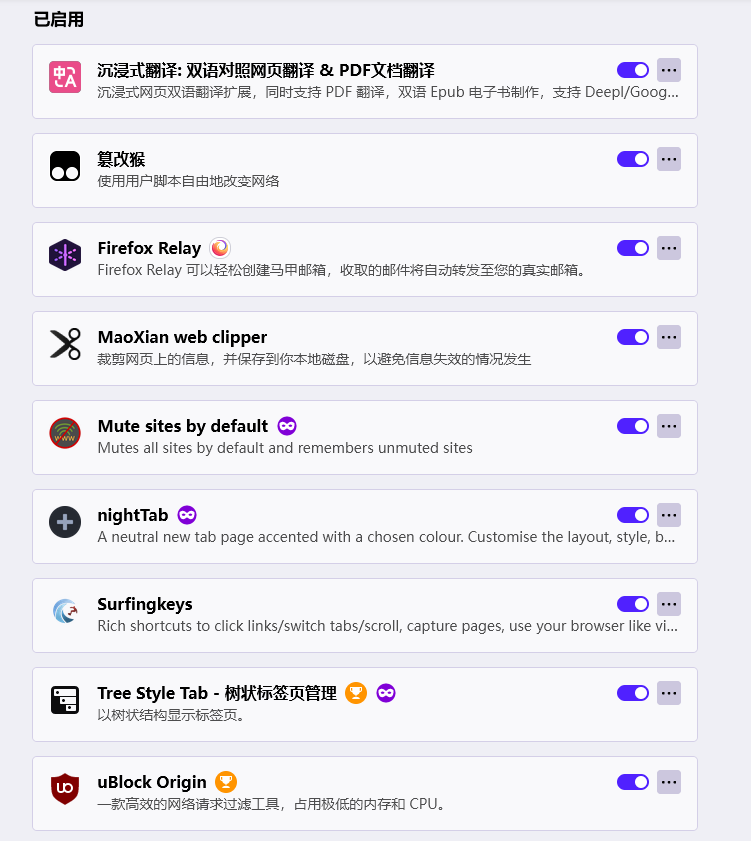 已启用
沉浸式翻译: 双语对照网页翻译 & PDF文档翻译
沉浸式网页双语翻译扩展，同时支持 PDF 翻译，双语 Epub 电子书制作，支持 Deepl/Goog...
篡改猴
使用用户脚本自由地改变网络
Firefox Relay
Firefox Relay 可以轻松创建马甲邮箱，收取的邮件将自动转发至您的真实邮箱。
MaoXian web clipper
裁剪网页上的信息，并保存到你本地磁盘，以避免信息失效的情况发生
Mute sites by default
Mutes all sites by default and remembers unmuted sites
nightTab
A neutral new tab page accented with a chosen colour. Customise the layout, style, b...
Surfingkeys
Rich shortcuts to click links/switch tabs/scroll, capture pages, use your browser like vi...
Tree Style Tab - 树状标签页管理
以树状结构显示标签页。
uBlock Origin
一款高效的网络请求过滤工具，占用极低的内存和 CPU。